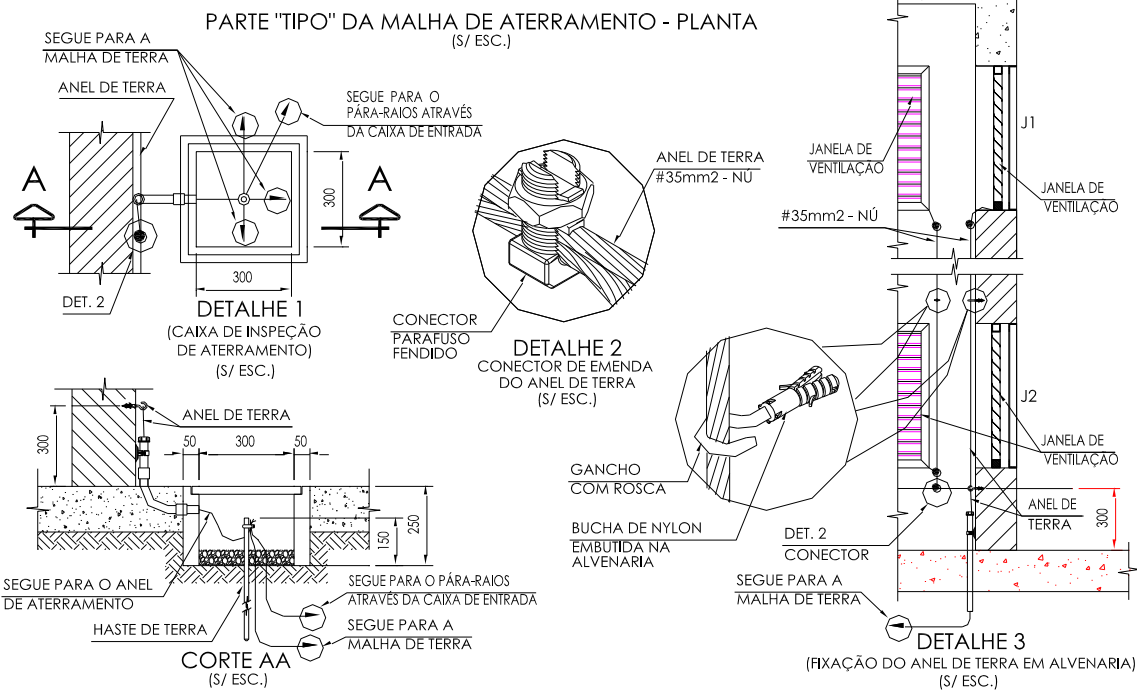 PARTE "TIPO" DA MALHA DE ATERRAMENTO - PLANTA
(S/ ESC.)
SEGUE PARA A
MALHA DE TERRA
ANEL DE TERRA
SEGUE PARA O
PÁRA-RAIOS ATRAVÉS
DA CAIXA DE ENTRADA
A
A
300
300
DET. 2
DETALHE 1
(CAIXA DE INSPEÇÃO
DE ATERRAMENTO)
(S/ ESC.)
ANEL DE TERRA
#35mm2 - NÚ
CONECTOR
PARAFUSO
FENDIDO
DETALHE 2
CONECTOR DE EMENDA
DO ANEL DE TERRA
(S/ ESC.)
J1
JANELA DE
VENTILAÇÃO
JANELA DE
VENTILAÇÃO
#35mm2 - NÚ
J2
JANELA DE
VENTILAÇÃO
ANEL DE
TERRA
300
GANCHO
COM ROSCA
BUCHA DE NYLON
EMBUTIDA NA
ALVENARIA
DET. 2
CONECTOR
SEGUE PARA A
MALHA DE TERRA
DETALHE 3
(FIXAÇÃO DO ANEL DE TERRA EM ALVENARIA)
(S/ ESC.)
ANEL DE TERRA
300
50
300
50
250
150
SEGUE PARA O ANEL
DE ATERRAMENTO
HASTE DE TERRA
SEGUE PARA O PÁRA-RAIOS
ATRAVÉS DA CAIXA DE ENTRADA
SEGUE PARA A
MALHA DE TERRA
CORTE AA
(S/ ESC.)